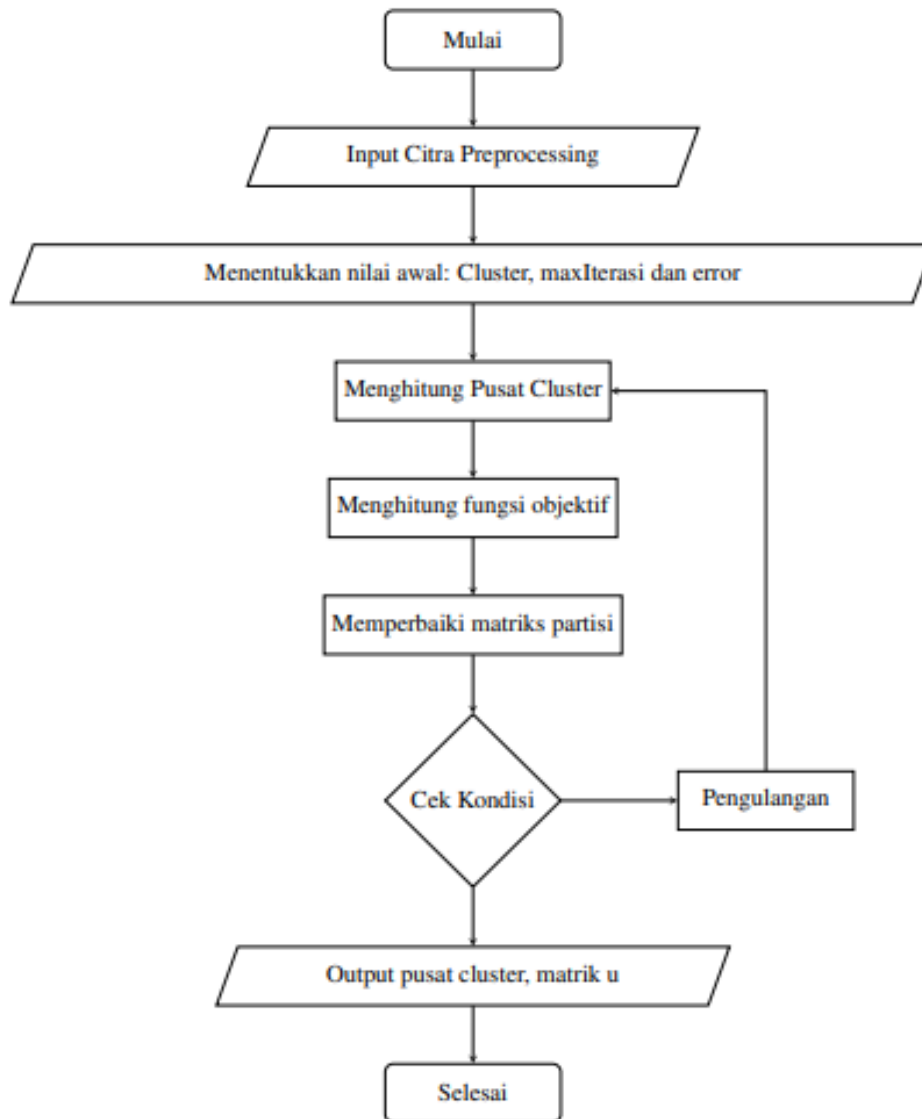 Mulai
Input Citra Preprocessing
Menentukkan nilai awal: Cluster, maxIterasi dan error
Menghitung Pusat Cluster
Menghitung fungsi objektif
Memperbaiki matriks partisi
Cek Kondisi
Pengulangan
Output pusat cluster, matrik u
Selesai